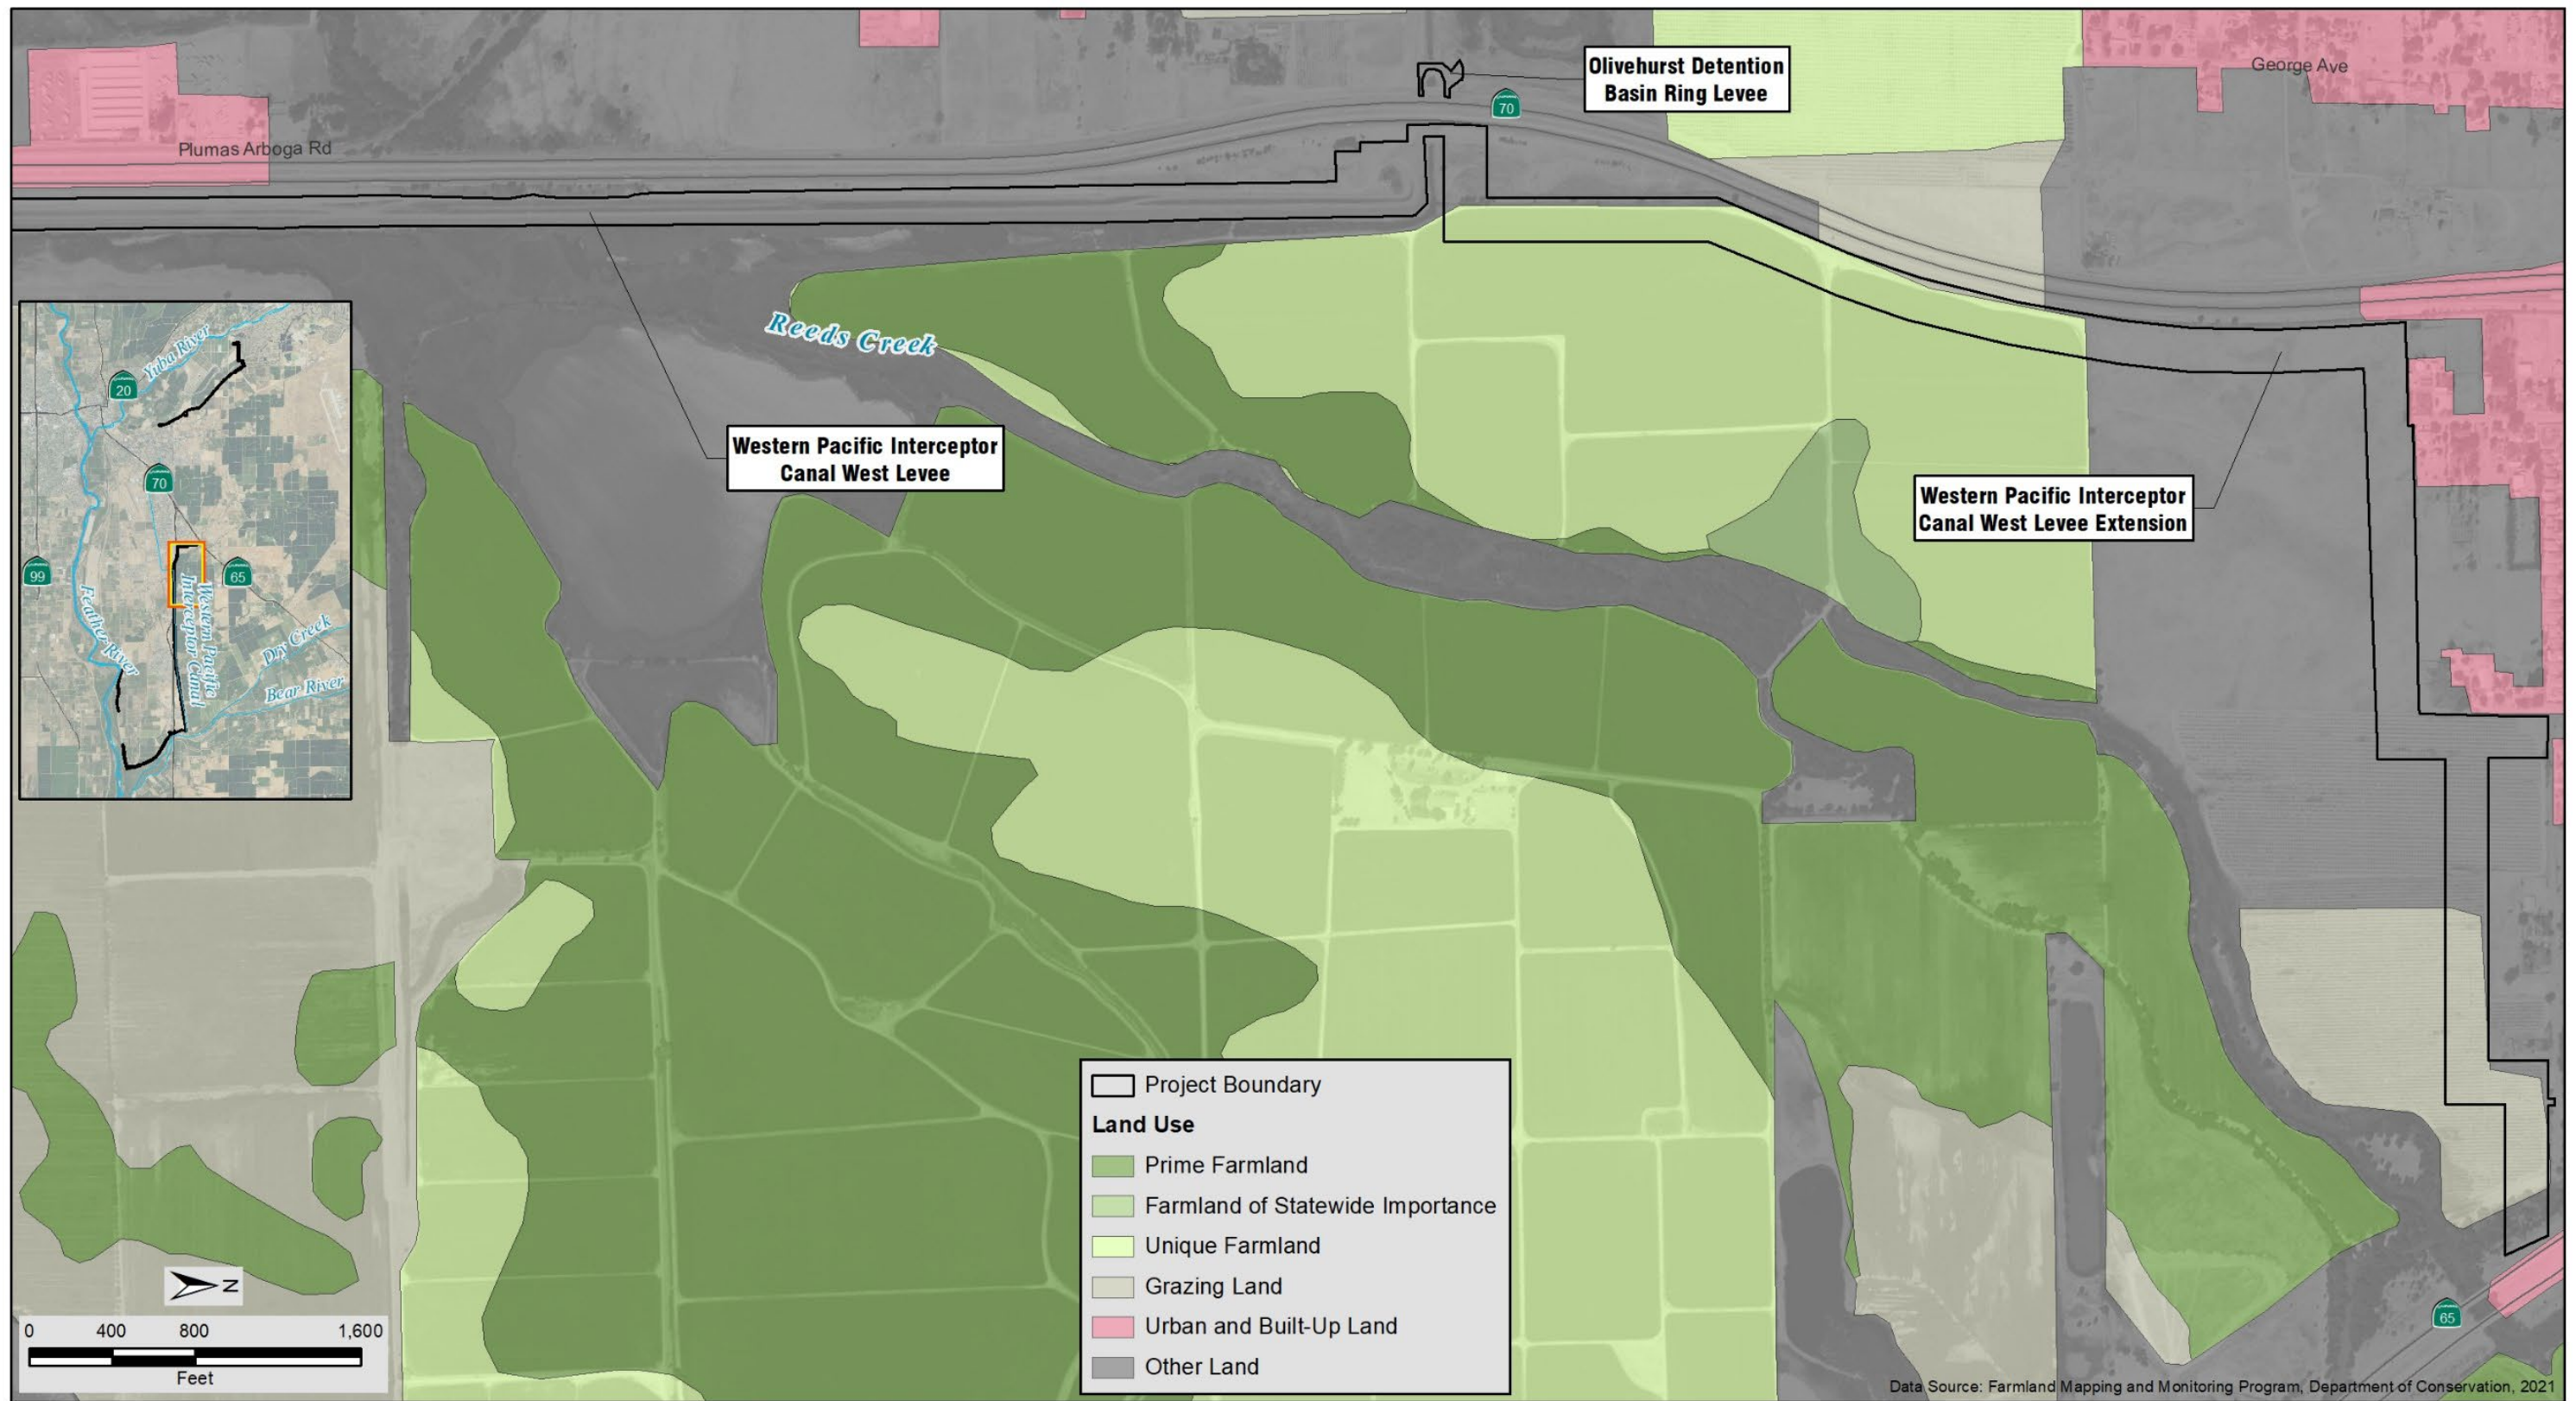 Olivehurst Detention
Basin Ring Levee
George Ave
70
Plumas Arboga Rd
Reeds Creek
Western Pacific Interceptor
Canal West Levee
Western Pacific Interceptor
Canal West Levee Extension
Yuba River
20
70
99
65
Feather River
Western Pacific
Interceptor Canal
Dry Creek
Bear River
Project Boundary
Land Use
Prime Farmland
Farmland of Statewide Importance
Unique Farmland
Grazing Land
Urban and Built-Up Land
Other Land
N
0 400 800 1,600
Feet
65
Data Source: Farmland Mapping and Monitoring Program, Department of Conservation, 2021